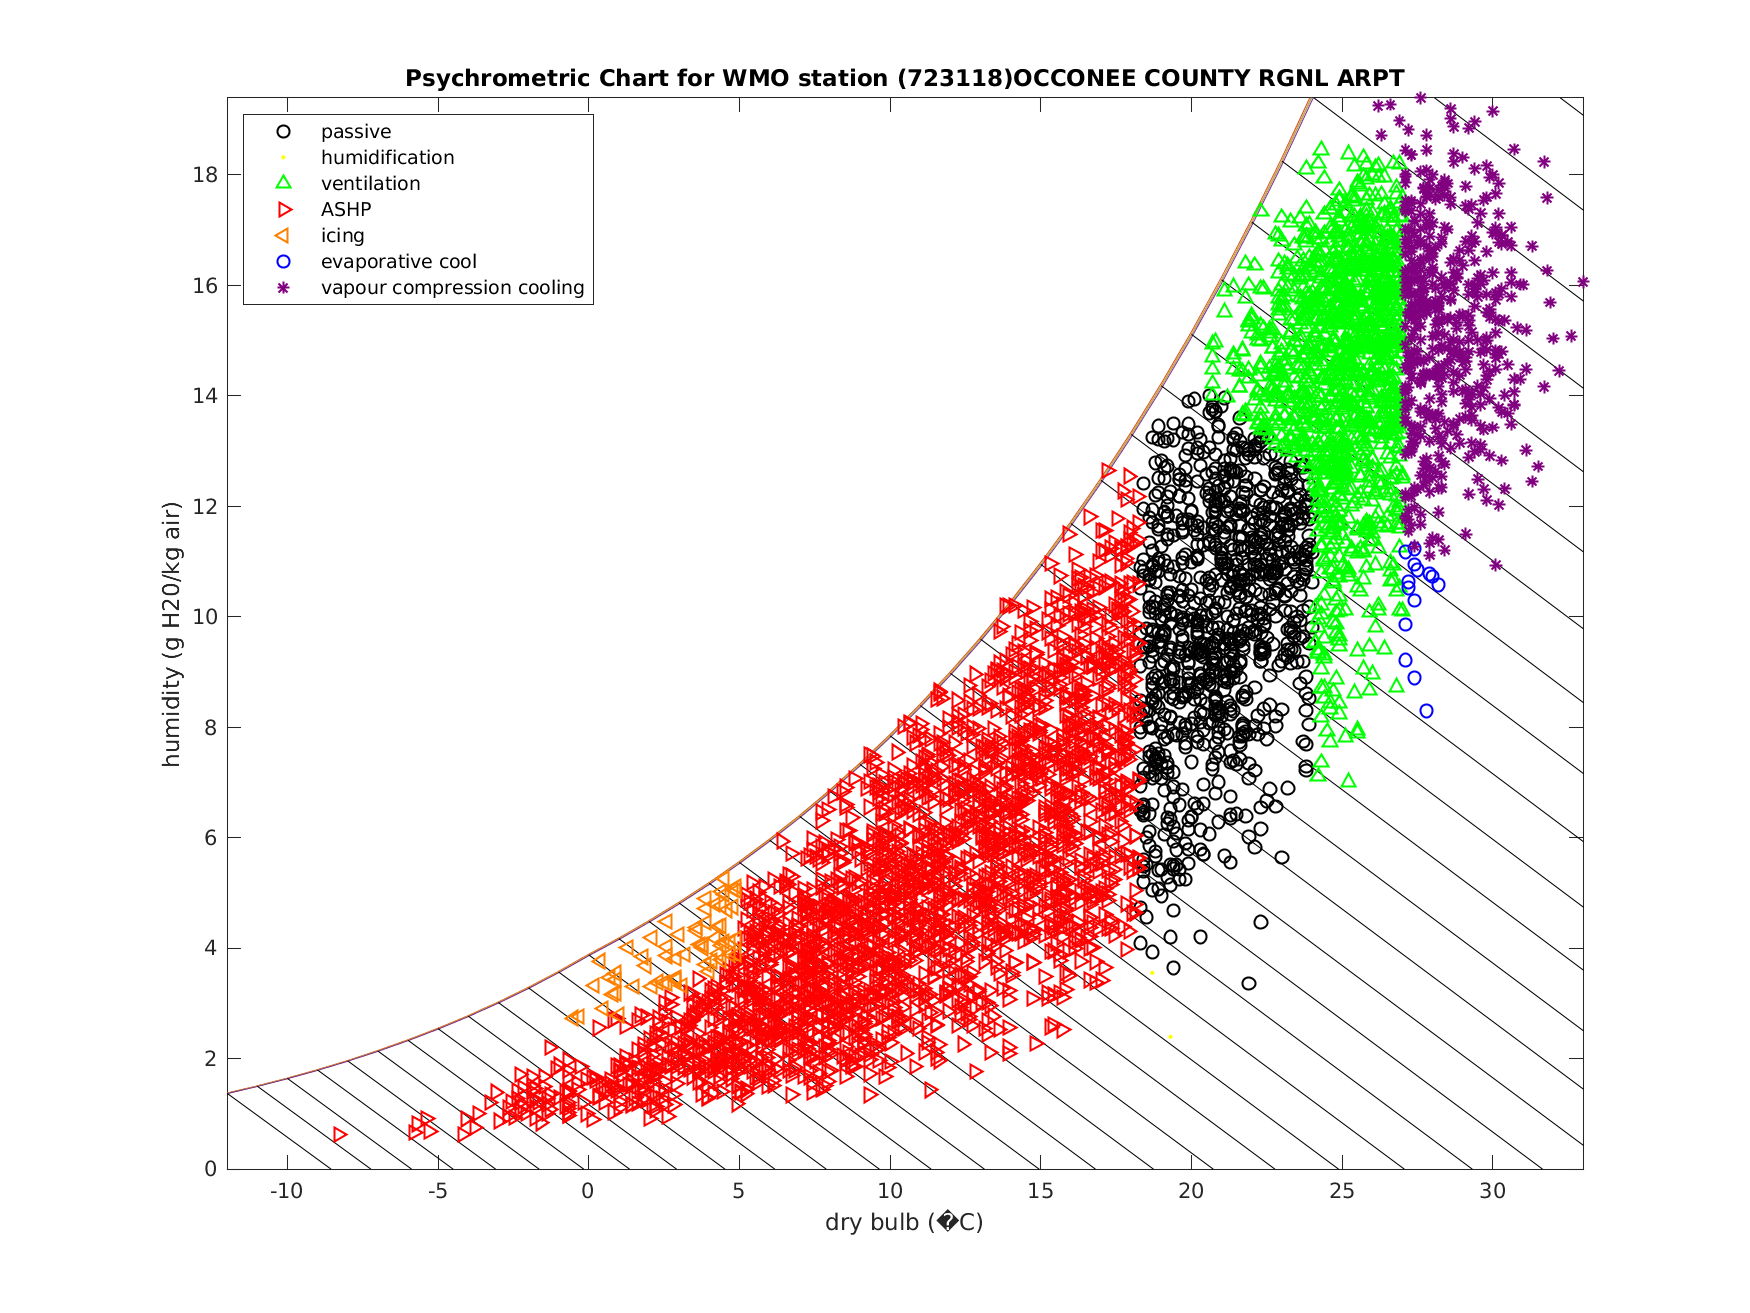 Psychrometric Chart for WMO station (723118)OCCONEE COUNTY RGNL ARPT
passive
humidification
ventilation
ASHP
icing
evaporative cool
vapour compression cooling
humidity (g H20/kg air)
18
16
14
12
10
8
6
4
2
0
-10
-5
0
5
10
15
20
25
30
dry bulb (�C)